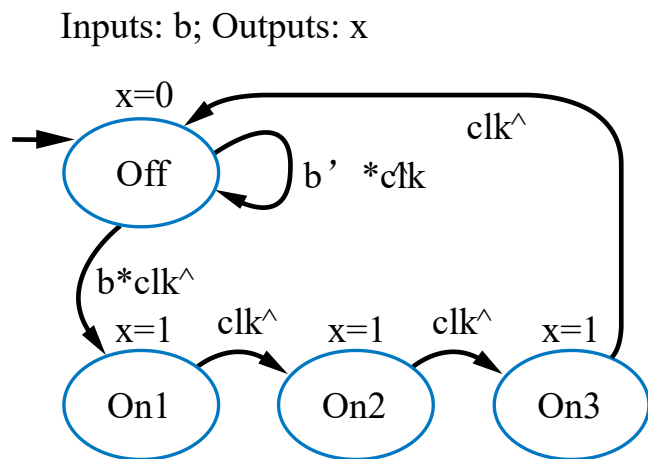 Inputs: b; Outputs: x
x=0
clk^
Off
b’ *clk^
b*clk^
x=1
clk^
x=1
clk^
x=1
On1
On2
On3